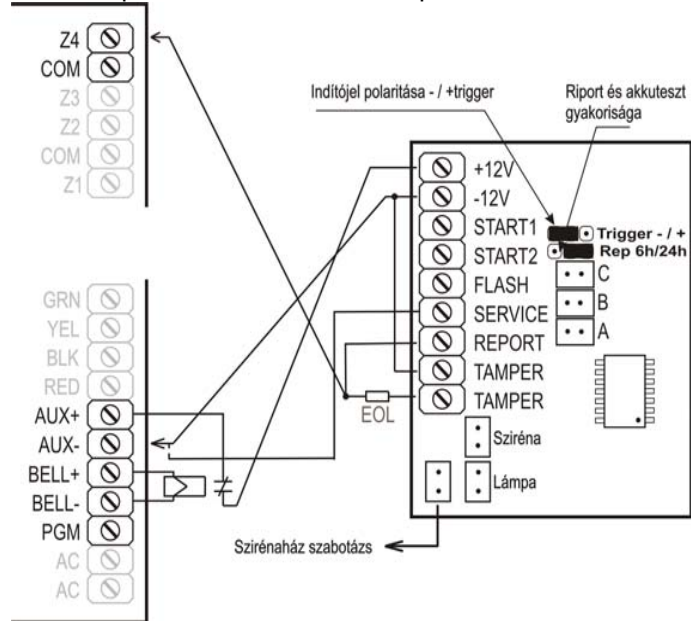 Z4
COM
Z3
Z2
COM
Z1
GRN
YEL
BLK
RED
AUX+
AUX-
BELL+
BELL-
PGM
AC
AC
Indítójel polaritása - / +trigger
Riport és akkuteszt
gyakorisága
+12V
-12V
START1
START2
FLASH
SERVICE
REPORT
TAMPER
TAMPER
Trigger - / +
Rep 6h/24h
C
B
A
EOL
Sziréna
Lámpa
Szirénaház szabotázs